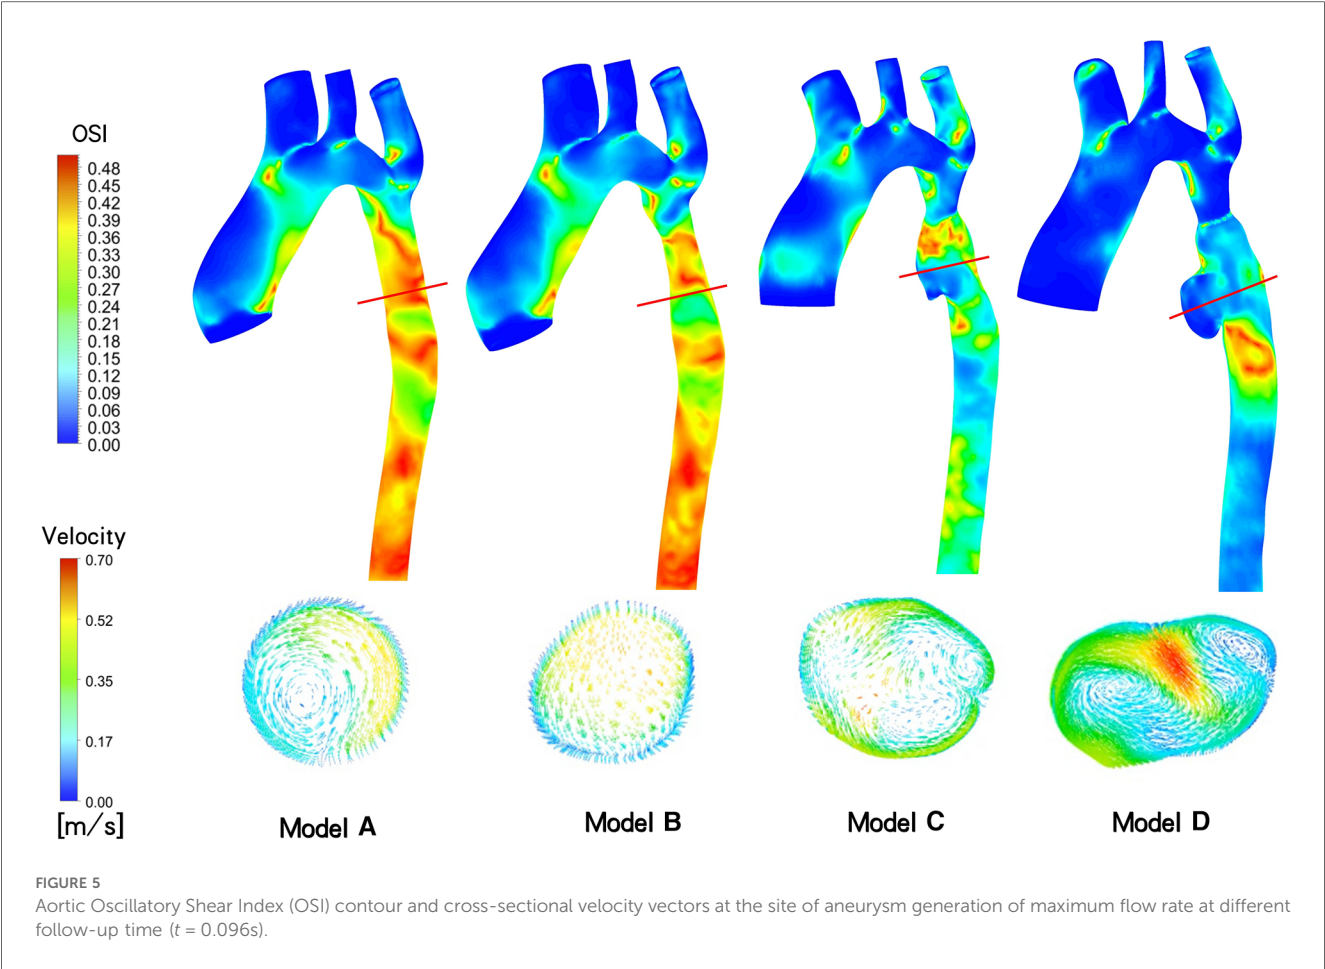 OSI
0.48
0.45
0.42
0.39
0.36
0.33
0.30
0.27
0.24
0.21
0.18
0.15
0.12
0.09
0.06
0.03
0.00
Velocity
0.70
0.52
0.35
0.17
0.00
[m/s]
Model A
Model B
Model C
Model D
FIGURE 5
Aortic Oscillatory Shear Index (OSI) contour and cross-sectional velocity vectors at the site of aneurysm generation of maximum flow rate at different
follow-up time (t = 0.096s).